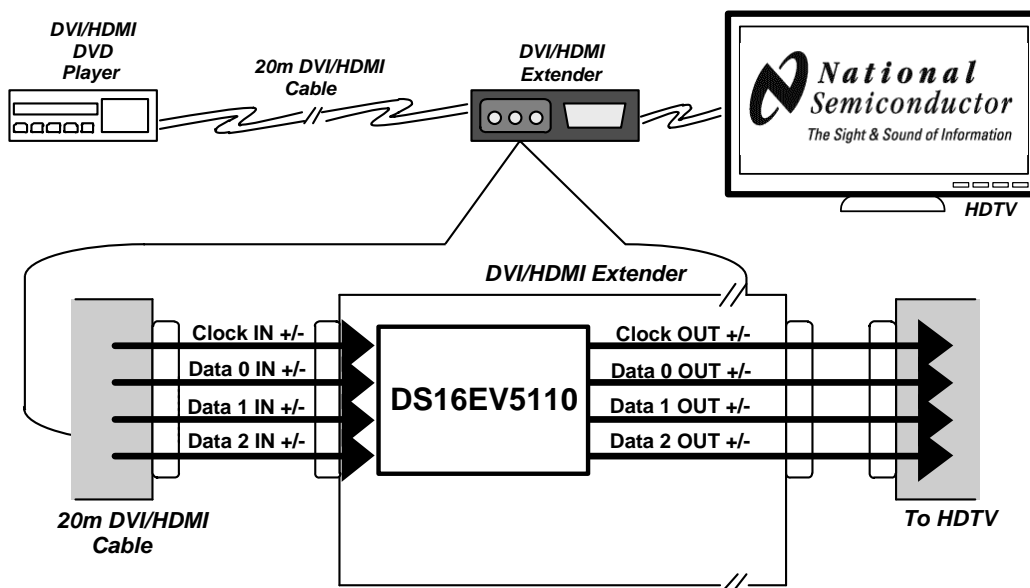 DVI/HDMI
DVD
Player
20m DVI/HDMI
Cable
DVI/HDMI
Extender
National
Semiconductor
The Sight & Sound of Information
HDTV
DVI/HDMI Extender
Clock IN +/-
Data 0 IN +/-
Data 1 IN +/-
Data 2 IN +/-
DS16EV5110
Clock OUT +/-
Data 0 OUT +/-
Data 1 OUT +/-
Data 2 OUT +/-
20m DVI/HDMI
Cable
To HDTV